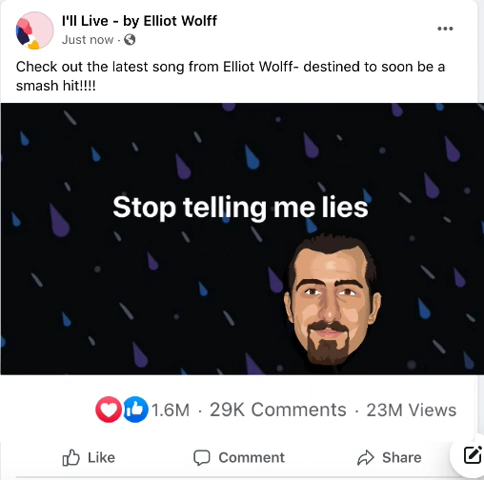 I'll Live - by Elliot Wolff
Just now ·
Check out the latest song from Elliot Wolff- destined to soon be a
smash hit!!!!
Stop telling me lies
1.6M · 29K Comments · 23M Views
Like Comment Share